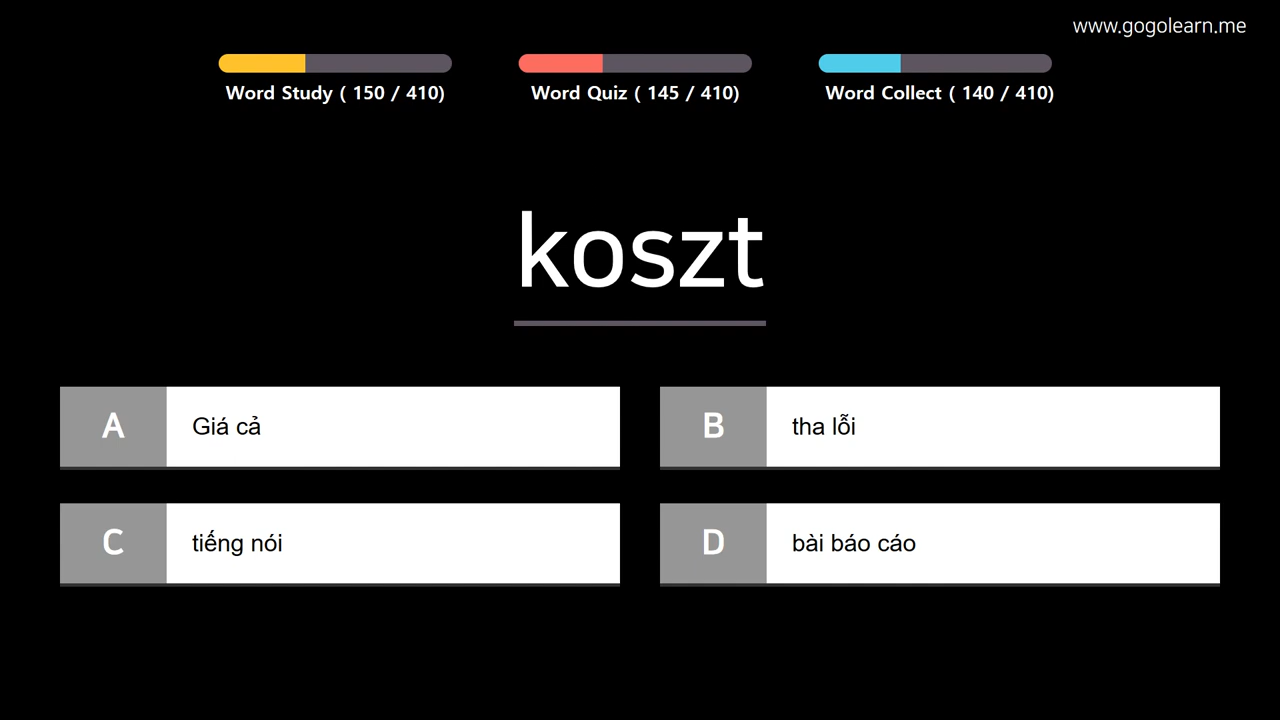 www.gogolearn.me
Word Study ( 150 / 410)
Word Quiz ( 145 / 410)
Word Collect ( 140 / 410)
koszt
A
Giá cả
B
tha lỗi
C
tiếng nói
D
bài báo cáo